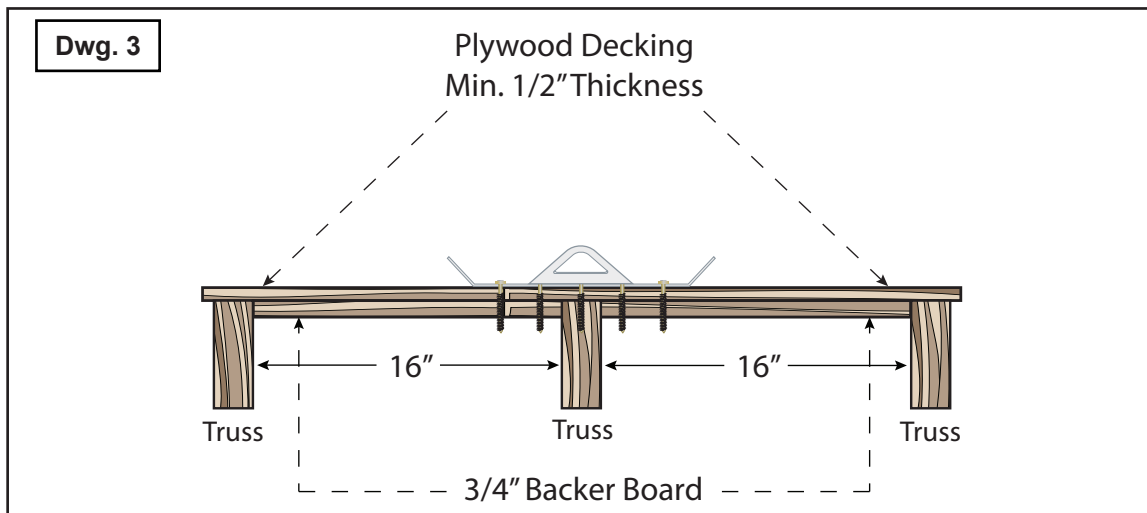 Dwg. 3
Plywood Decking
Min. 1/2” Thickness
16”
16”
Truss
Truss
Truss
3/4” Backer Board